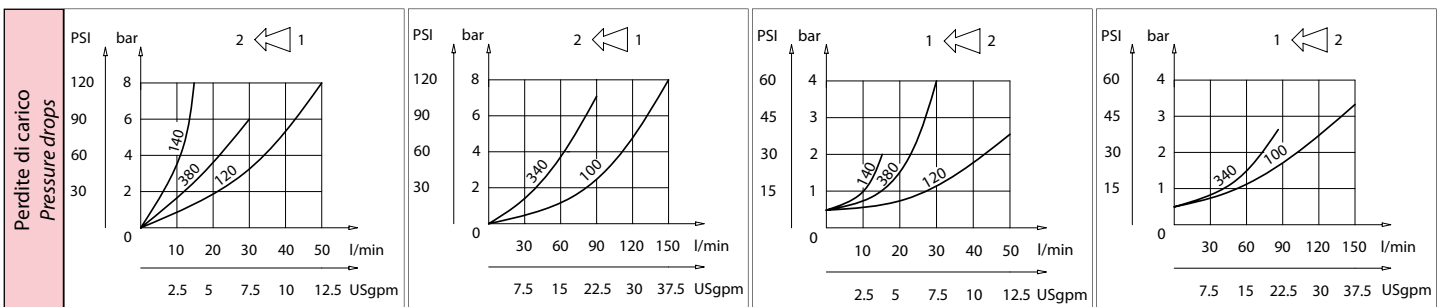 Perdite di carico
Pressure drops
PSI bar 2 1
120 8
90 6
60 4
30 2
0
140
380
120
10 20 30 40 50 l/min
2.5 5 7.5 10 12.5 USgpm
PSI bar 2 1
120 8
90 6
60 4
30 2
0
340
100
30 60 90 120 150 l/min
7.5 15 22.5 30 37.5 USgpm
PSI bar 1 2
60 4
45 3
30 2
15 1
0
140
380
120
10 20 30 40 50 l/min
2.5 5 7.5 10 12.5 USgpm
PSI bar 1 2
60 4
45 3
30 2
15 1
0
340
100
30 60 90 120 150 l/min
7.5 15 22.5 30 37.5 USgpm